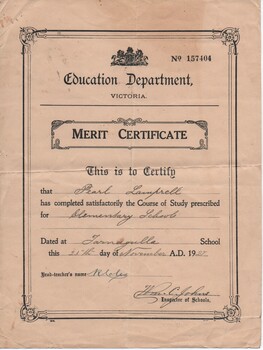 No 157404
Education Department,
VICTORIA.
MERIT CERTIFICATE
This is to Certify
that Pearl Lamprell
has completed satisfactorily the Course of Study prescribed
for Elementary Schools
Dated at Tarnagulla School
this day of November A.D. 19
Head-teacher's name
Inspector of Schools.